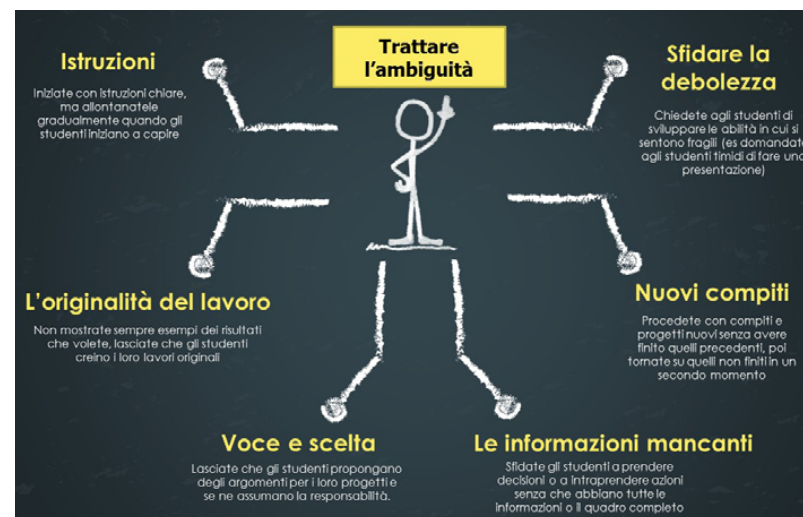 Trattare
l'ambiguità
Istruzioni
Iniziate con istruzioni chiare,
ma allontanatele
gradualmente quando gli
studenti iniziano a capire
Sfidare la
debolezza
Chiedete agli studenti di
sviluppare le abilità in cui si
sentono fragili (es domandate
agli studenti timidi di fare una
presentazione)
L'originalità del lavoro
Non mostrate sempre esempi dei risultati
che volete, lasciate che gli studenti
creino i loro lavori originali
Nuovi compiti
Procedete con compiti e
progetti nuovi senza avere
finito quelli precedenti, poi
tornate su quelli non finiti in un
secondo momento
Voce e scelta
Lasciate che gli studenti propongano
degli argomenti per i loro progetti e
se ne assumano la responsabilità.
Le informazioni mancanti
Sfidate gli studenti a prendere
decisioni o a intraprendere azioni
senza che abbiano tutte le
informazioni o il quadro completo